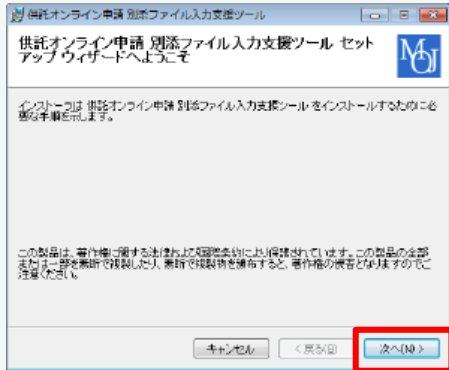 供託オンライン申請 別添ファイル入力支援ツール
供託オンライン申請 別添ファイル入力支援ツール セット
アップ ウィザードへようこそ
MOJ
インストーラは 供託オンライン申請 別添ファイル入力支援ツール をインストールするために必
要な手順を示します。
この製品は、著作権に関する法律および国際条約により保護されています。この製品の全部
または一部を無断で複製したり、無断で複製物を頒布すると、著作権の侵害となりますのでご
注意ください。
キャンセル
< 戻る(B)
次へ(N) >